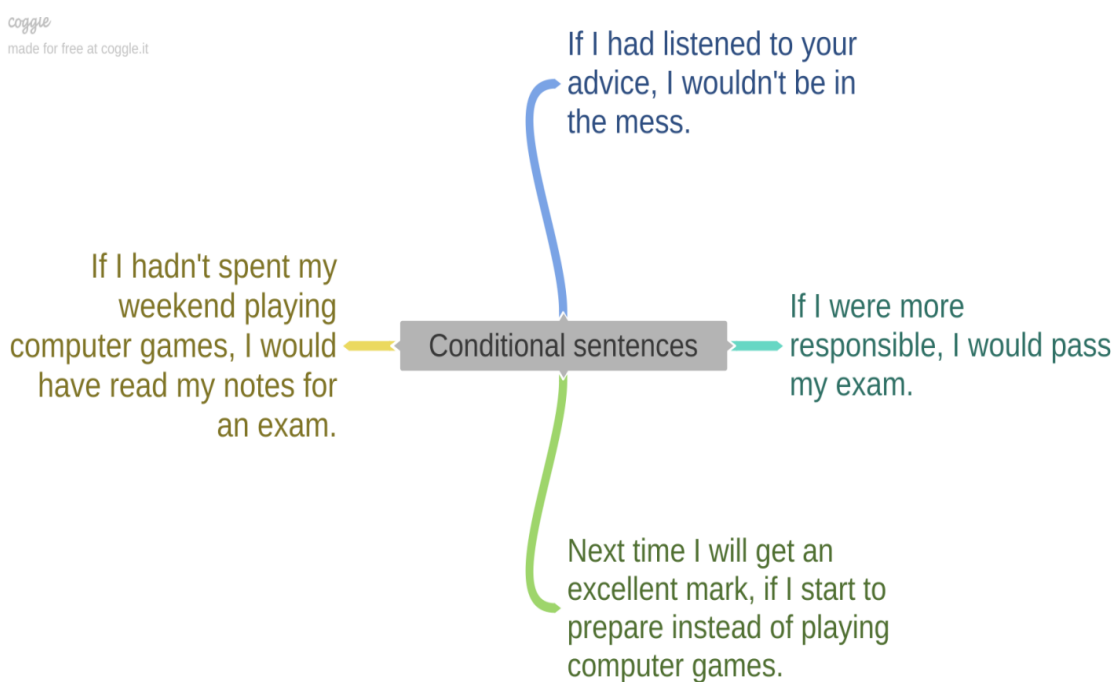 coggle
made for free at coggle.it
If I had listened to your
advice, I wouldn't be in
the mess.
If I hadn't spent my
weekend playing
computer games, I would
have read my notes for
an exam.
Conditional sentences
If I were more
responsible, I would pass
my exam.
Next time I will get an
excellent mark, if I start to
prepare instead of playing
computer games.